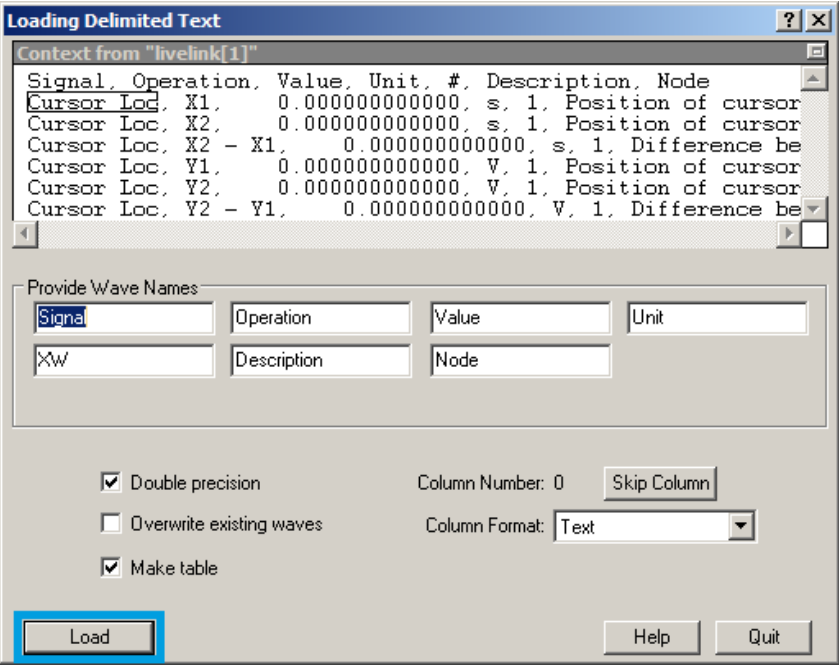 Loading Delimited Text
Context from "livelink[1]"
Signal, Operation, Value, Unit, #, Description, Node
Cursor Loc, X1, 0.000000000000, s, 1, Position of cursor
Cursor Loc, X2, 0.000000000000, s, 1, Position of cursor
Cursor Loc, X2 - X1, 0.000000000000, s, 1, Difference be
Cursor Loc, Y1, 0.000000000000, V, 1, Position of cursor
Cursor Loc, Y2, 0.000000000000, V, 1, Position of cursor
Cursor Loc, Y2 - Y1, 0.000000000000, V, 1, Difference be
Provide Wave Names
Signal Operation Value Unit
XW Description Node
Double precision Column Number: 0 Skip Column
Overwrite existing waves Column Format: Text
Make table
Load Help Quit